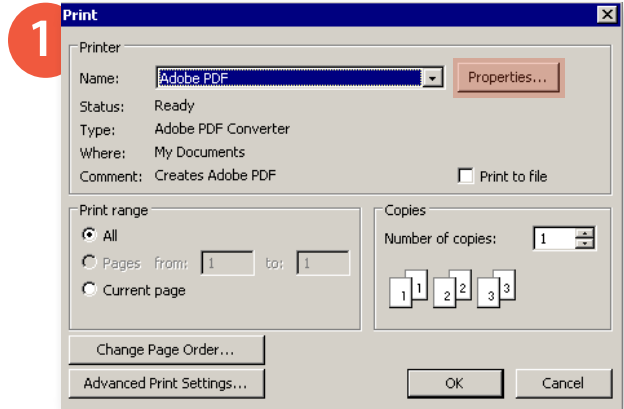 1
Print
Printer
Name: Adobe PDF Properties...
Status: Ready
Type: Adobe PDF Converter
Where: My Documents
Comment: Creates Adobe PDF Print to file
Print range
All
Pages from: 1 to: 1
Current page
Copies
Number of copies: 1
1 1 2 2 3 3
Change Page Order...
Advanced Print Settings...
OK Cancel